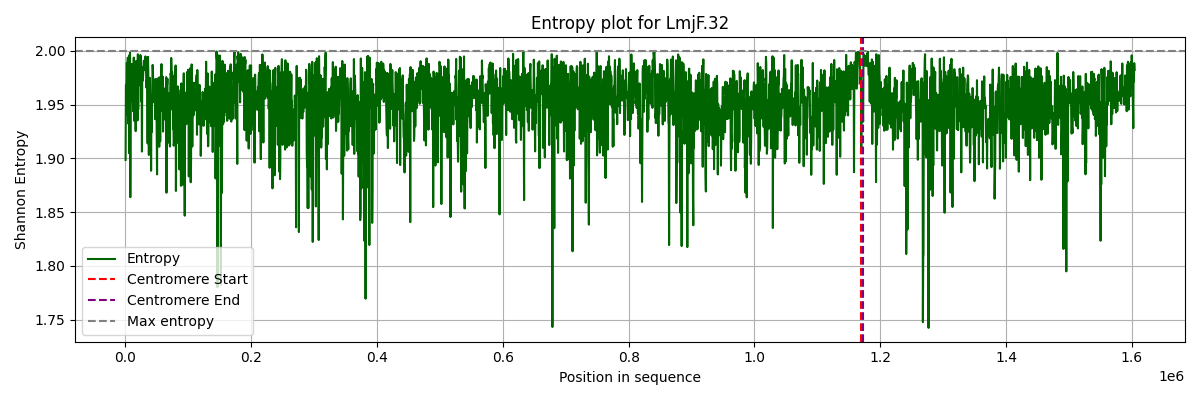 Entropy plot for LmjF.32
Shannon Entropy
2.00
1.95
1.90
1.85
1.80
1.75
Entropy
Centromere Start
Centromere End
Max entropy
0.0 0.2 0.4 0.6 0.8 1.0 1.2 1.4 1.6
1e6
Position in sequence